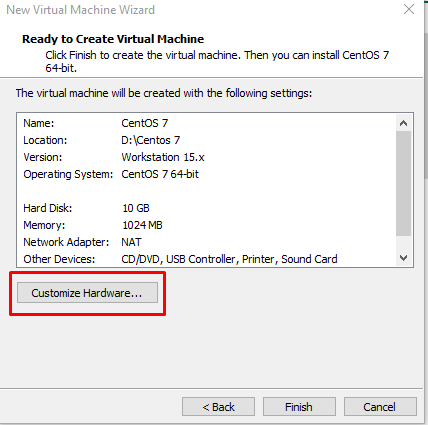 New Virtual Machine Wizard
Ready to Create Virtual Machine
Click Finish to create the virtual machine. Then you can install CentOS 7
64-bit.
The virtual machine will be created with the following settings:
Name: CentOS 7
Location: D:\Centos 7
Version: Workstation 15.x
Operating System: CentOS 7 64-bit
Hard Disk: 10 GB
Memory: 1024 MB
Network Adapter: NAT
Other Devices: CD/DVD, USB Controller, Printer, Sound Card
Customize Hardware...
< Back Finish Cancel